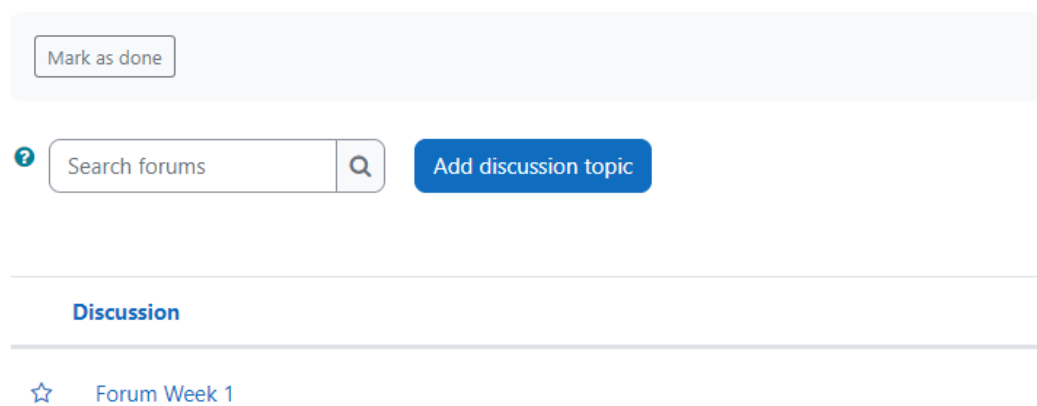 Mark as done
Search forums
Add discussion topic
Discussion
Forum Week 1